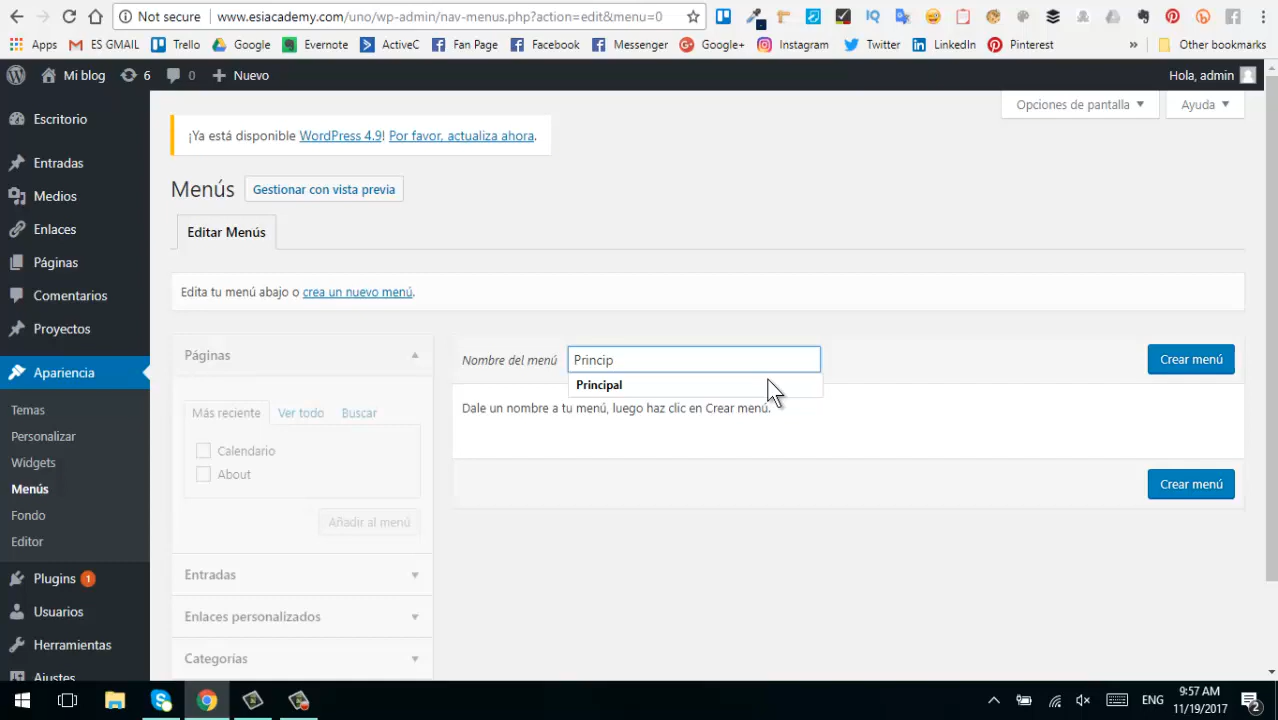 Not secure www.esiacademy.com/uno/wp-admin/nav-menus.php?action=edit&menu=0
Apps ES GMAIL Trello Google Evernote ActiveC Fan Page Facebook Messenger Google+ Instagram Twitter LinkedIn Pinterest » Other bookmarks
Mi blog 6 0 Nuevo Hola, admin
Opciones de pantalla Ayuda
¡Ya está disponible WordPress 4.9! Por favor, actualiza ahora.
Menús Gestionar con vista previa
Editar Menús
Edita tu menú abajo o crea un nuevo menú.
Escritorio
Entradas
Medios
Enlaces
Páginas
Comentarios
Proyectos
Apariencia
Temas
Personalizar
Widgets
Menús
Fondo
Editor
Plugins 1
Usuarios
Herramientas
Ajustes
Páginas
Más reciente Ver todo Buscar
Calendario
About
Añadir al menú
Entradas
Enlaces personalizados
Categorías
Nombre del menú Princip Crear menú
Principal
Dale un nombre a tu menú, luego haz clic en Crear menú.
Crear menú
ENG 9:57 AM
11/19/2017 2